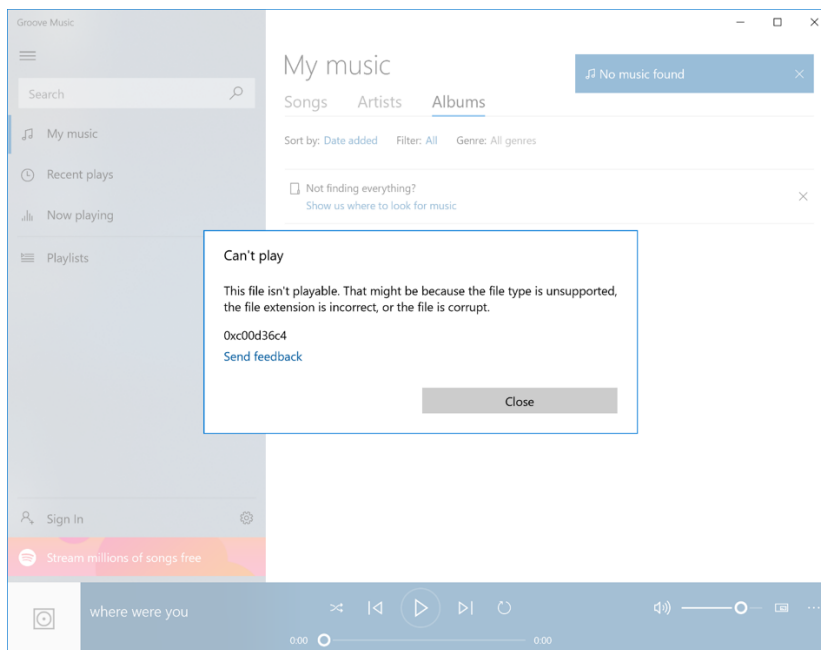 Groove Music
Search
My music
Recent plays
Now playing
Playlists
Sign In
Stream millions of songs free
My music
No music found
Songs Artists Albums
Sort by: Date added Filter: All Genre: All genres
Not finding everything?
Show us where to look for music
Can't play
This file isn't playable. That might be because the file type is unsupported,
the file extension is incorrect, or the file is corrupt.
0xc00d36c4
Send feedback
Close
where were you
0:00 0:00